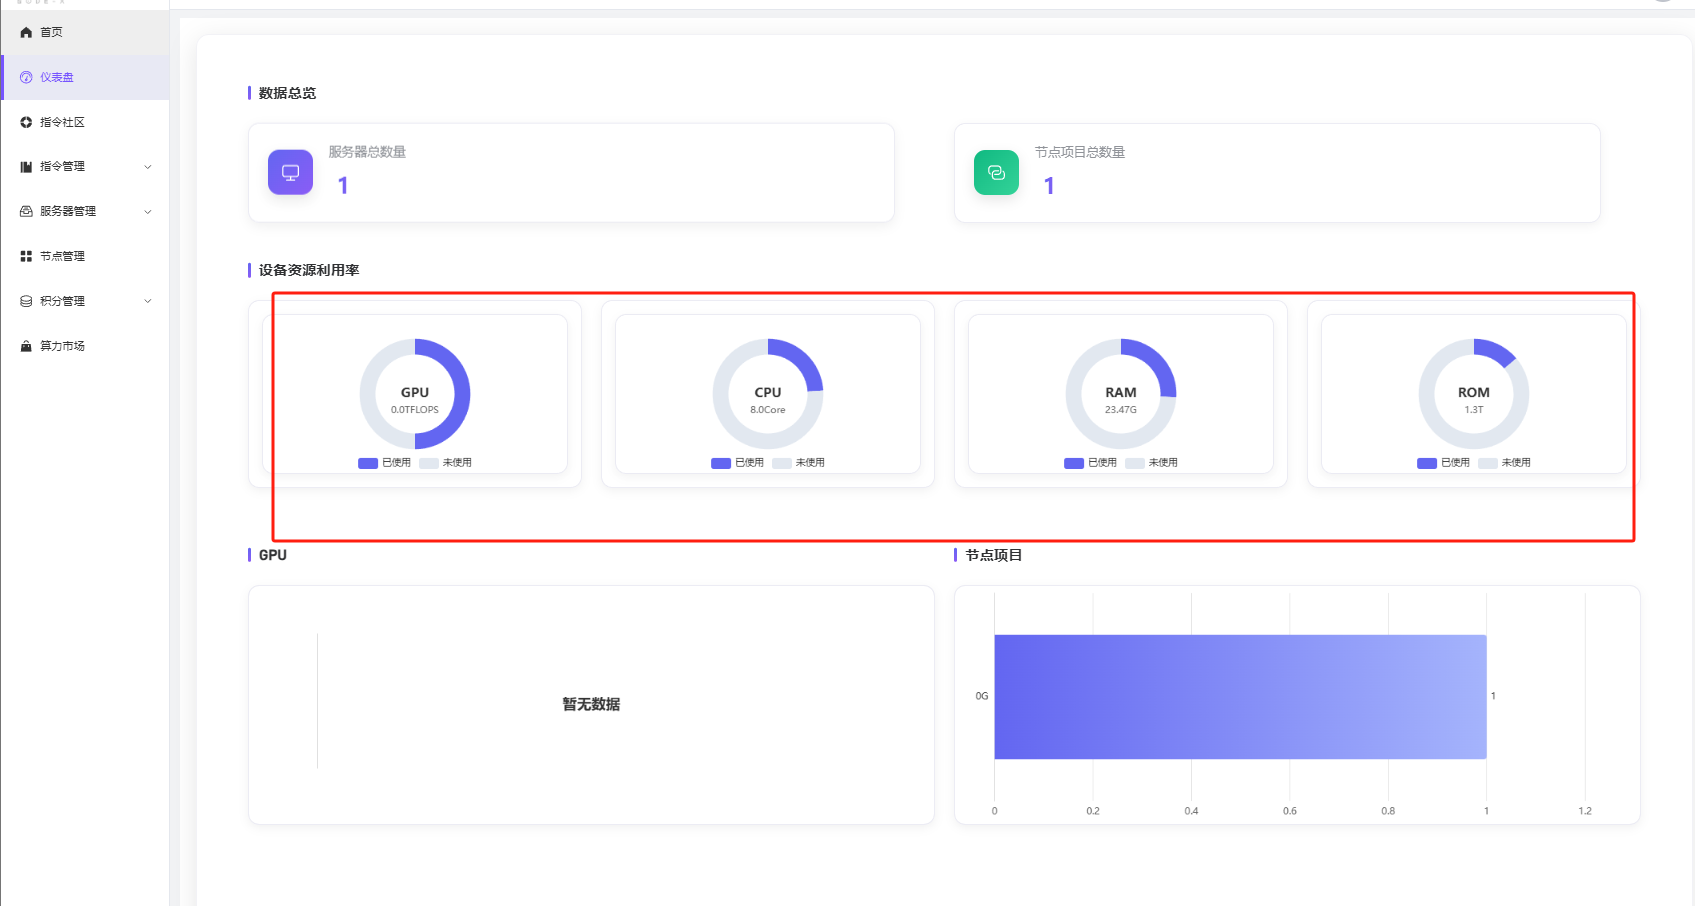 首页
仪表盘
指令社区
指令管理
服务器管理
节点管理
积分管理
算力市场
数据总览
服务器总数量
1
节点项目总数量
1
设备资源利用率
GPU
0.0TFLOPS
已使用 未使用
CPU
8.0Core
已使用 未使用
RAM
23.47G
已使用 未使用
ROM
1.3T
已使用 未使用
GPU
暂无数据
节点项目
0G
1
0 0.2 0.4 0.6 0.8 1 1.2